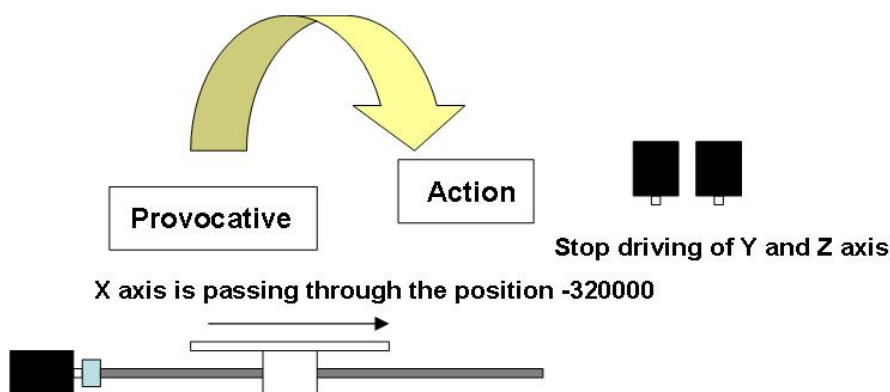 Provocative
Action
Stop driving of Y and Z axis
X axis is passing through the position -320000